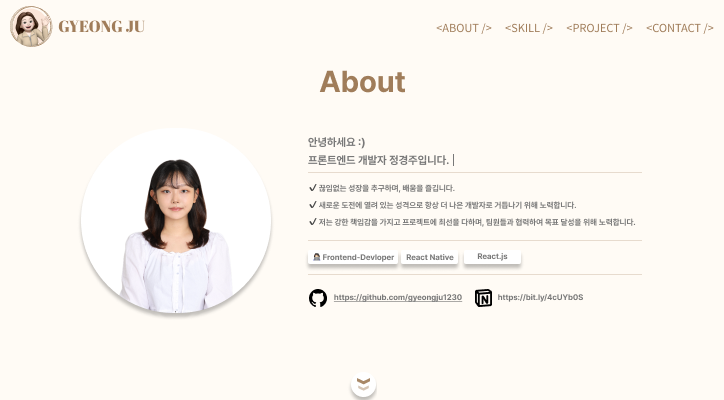 GYEONG JU
<ABOUT /> <SKILL /> <PROJECT /> <CONTACT />
About
안녕하세요 :)
프론트엔드 개발자 정경주입니다. |
✓ 끊임없는 성장을 추구하며, 배움을 즐깁니다.
✓ 새로운 도전에 열려 있는 성격으로 항상 더 나은 개발자로 거듭나기 위해 노력합니다.
✓ 저는 강한 책임감을 가지고 프로젝트에 최선을 다하며, 팀원들과 협력하여 목표 달성을 위해 노력합니다.
Frontend-Devloper React Native React.js
https://github.com/gyeongju1230 https://bit.ly/4cUYb0S